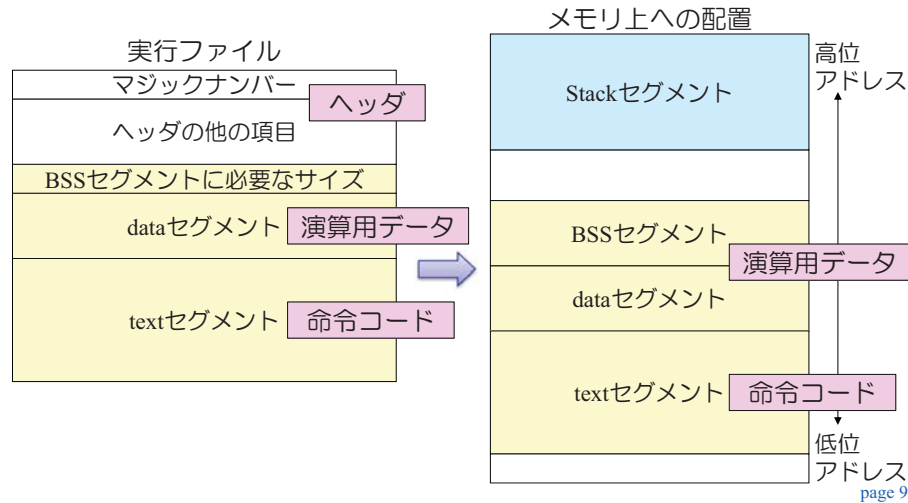 実行ファイル
マジックナンバー
ヘッダ
ヘッダの他の項目
BSSセグメントに必要なサイズ
dataセグメント 演算用データ
textセグメント 命令コード
メモリ上への配置
高位
アドレス
Stackセグメント
BSSセグメント
演算用データ
dataセグメント
textセグメント 命令コード
低位
アドレス
page 9